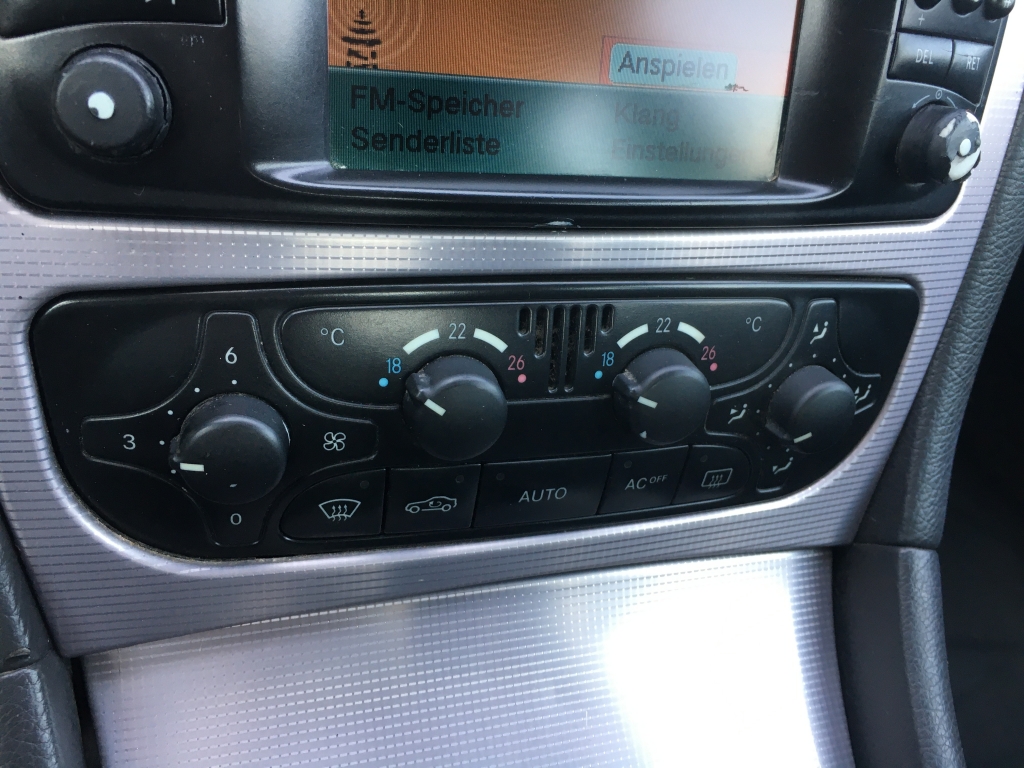 Anspielen
DEL RET
FM-Speicher Klang
Senderliste
°C 22 22 °C
18 26 18 26
6
3
AUTO AC OFF
0